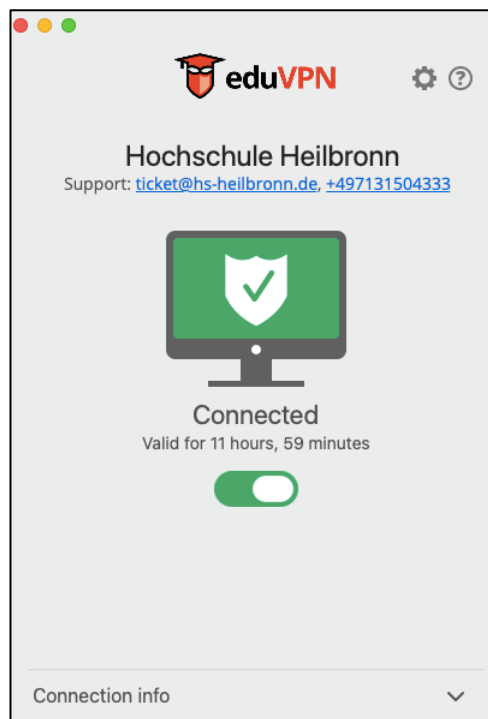 eduVPN
Hochschule Heilbronn
Support: ticket@hs-heilbronn.de, +497131504333
Connected
Valid for 11 hours, 59 minutes
Connection info